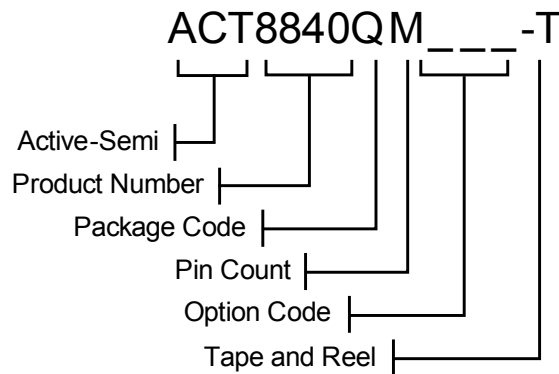 ACT8840QM_ _ _ -T
Active-Semi
Product Number
Package Code
Pin Count
Option Code
Tape and Reel